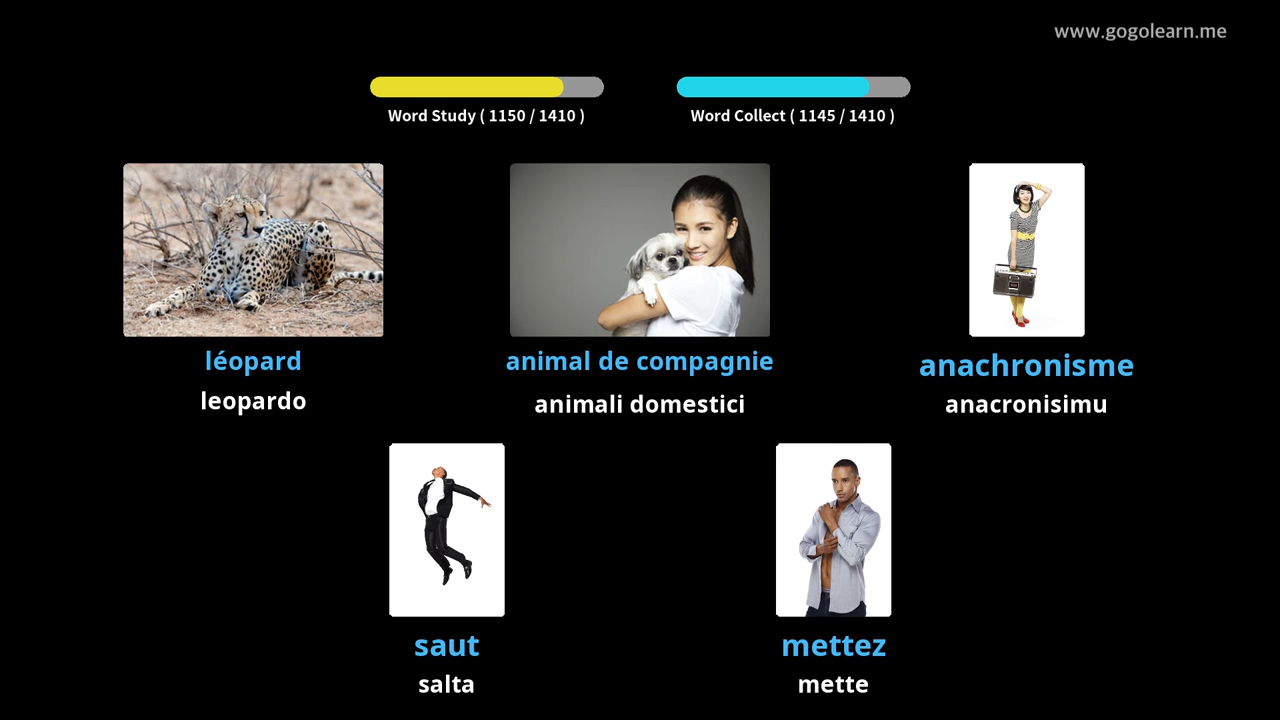 www.gogolearn.me
Word Study ( 1150 / 1410 )
Word Collect ( 1145 / 1410 )
léopard
leopardo
animal de compagnie
animali domestici
anachronisme
anacronisimu
saut
salta
mettez
mette